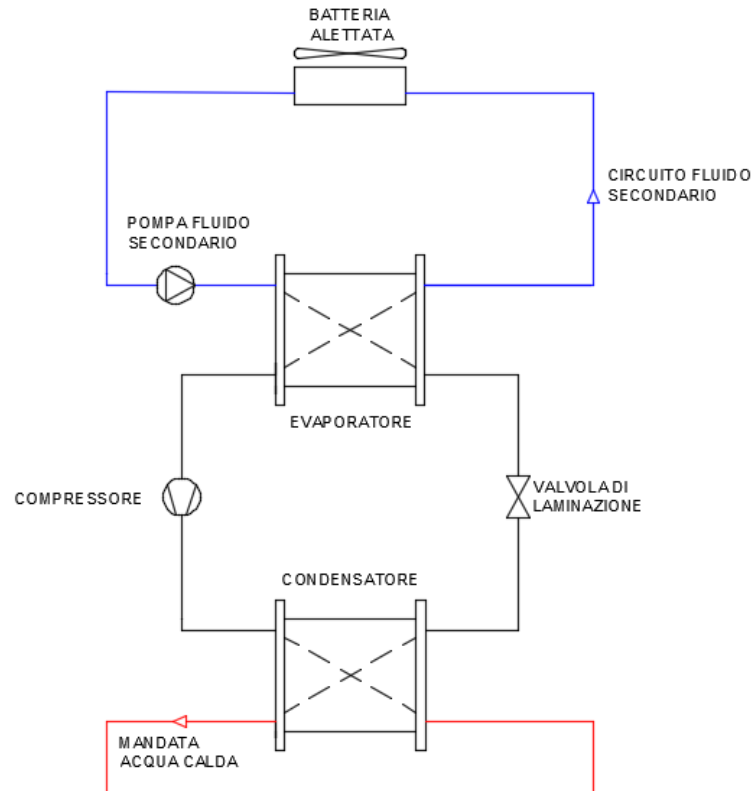 BATTERIA
ALETTATA
CIRCUITO FLUIDO
SECONDARIO
POMPA FLUIDO
SECONDARIO
EVAPORATORE
COMPRESSORE
VALVOLA DI
LAMINAZIONE
CONDENSATORE
MANDATA
ACQUA CALDA